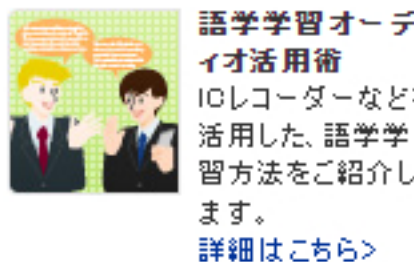 語学学習オーデ
ィオ活用術
ICレコーダーなど
活用した、語学学
習方法をご紹介し
ます。
詳細はこちら>